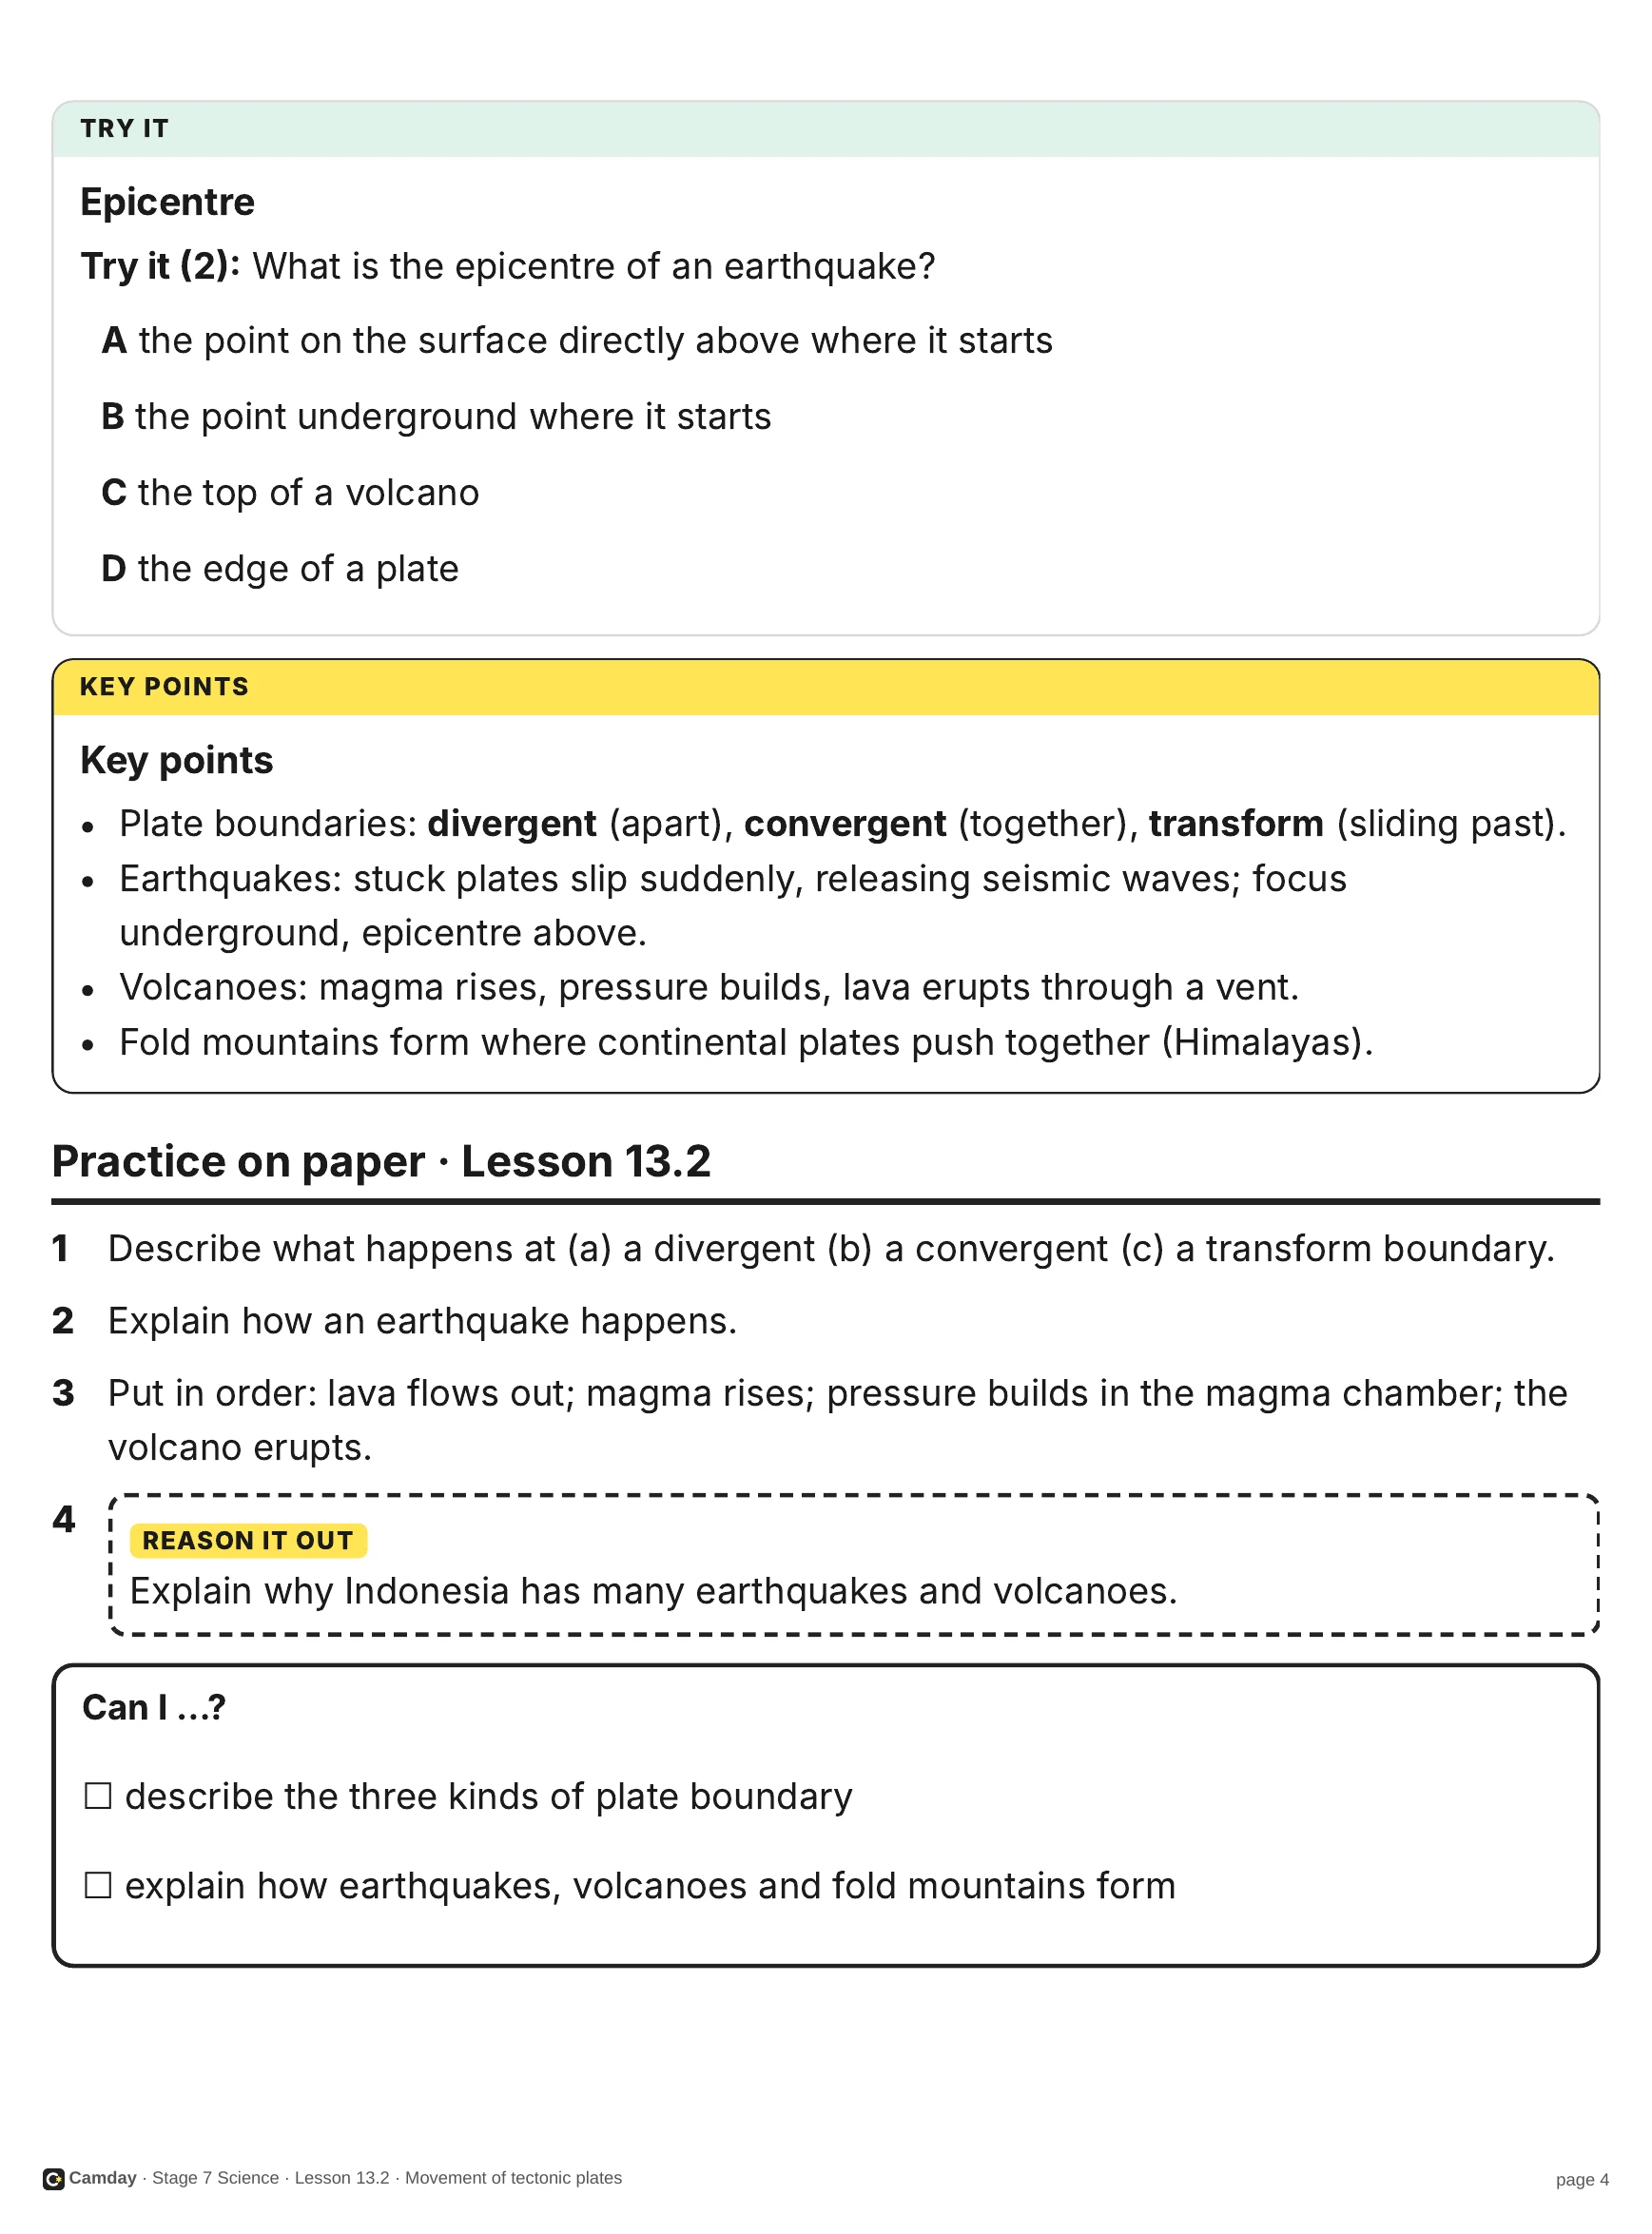 TRY IT
Epicentre
Try it (2): What is the epicentre of an earthquake?
A the point on the surface directly above where it starts
B the point underground where it starts
C the top of a volcano
D the edge of a plate
KEY POINTS
Key points
• Plate boundaries: divergent (apart), convergent (together), transform (sliding past).
• Earthquakes: stuck plates slip suddenly, releasing seismic waves; focus
underground, epicentre above.
• Volcanoes: magma rises, pressure builds, lava erupts through a vent.
• Fold mountains form where continental plates push together (Himalayas).
Practice on paper · Lesson 13.2
1 Describe what happens at (a) a divergent (b) a convergent (c) a transform boundary.
2 Explain how an earthquake happens.
3 Put in order: lava flows out; magma rises; pressure builds in the magma chamber; the
volcano erupts.
4
REASON IT OUT
Explain why Indonesia has many earthquakes and volcanoes.
Can I …?
☐ describe the three kinds of plate boundary
☐ explain how earthquakes, volcanoes and fold mountains form
Camday · Stage 7 Science · Lesson 13.2 · Movement of tectonic plates
page 4